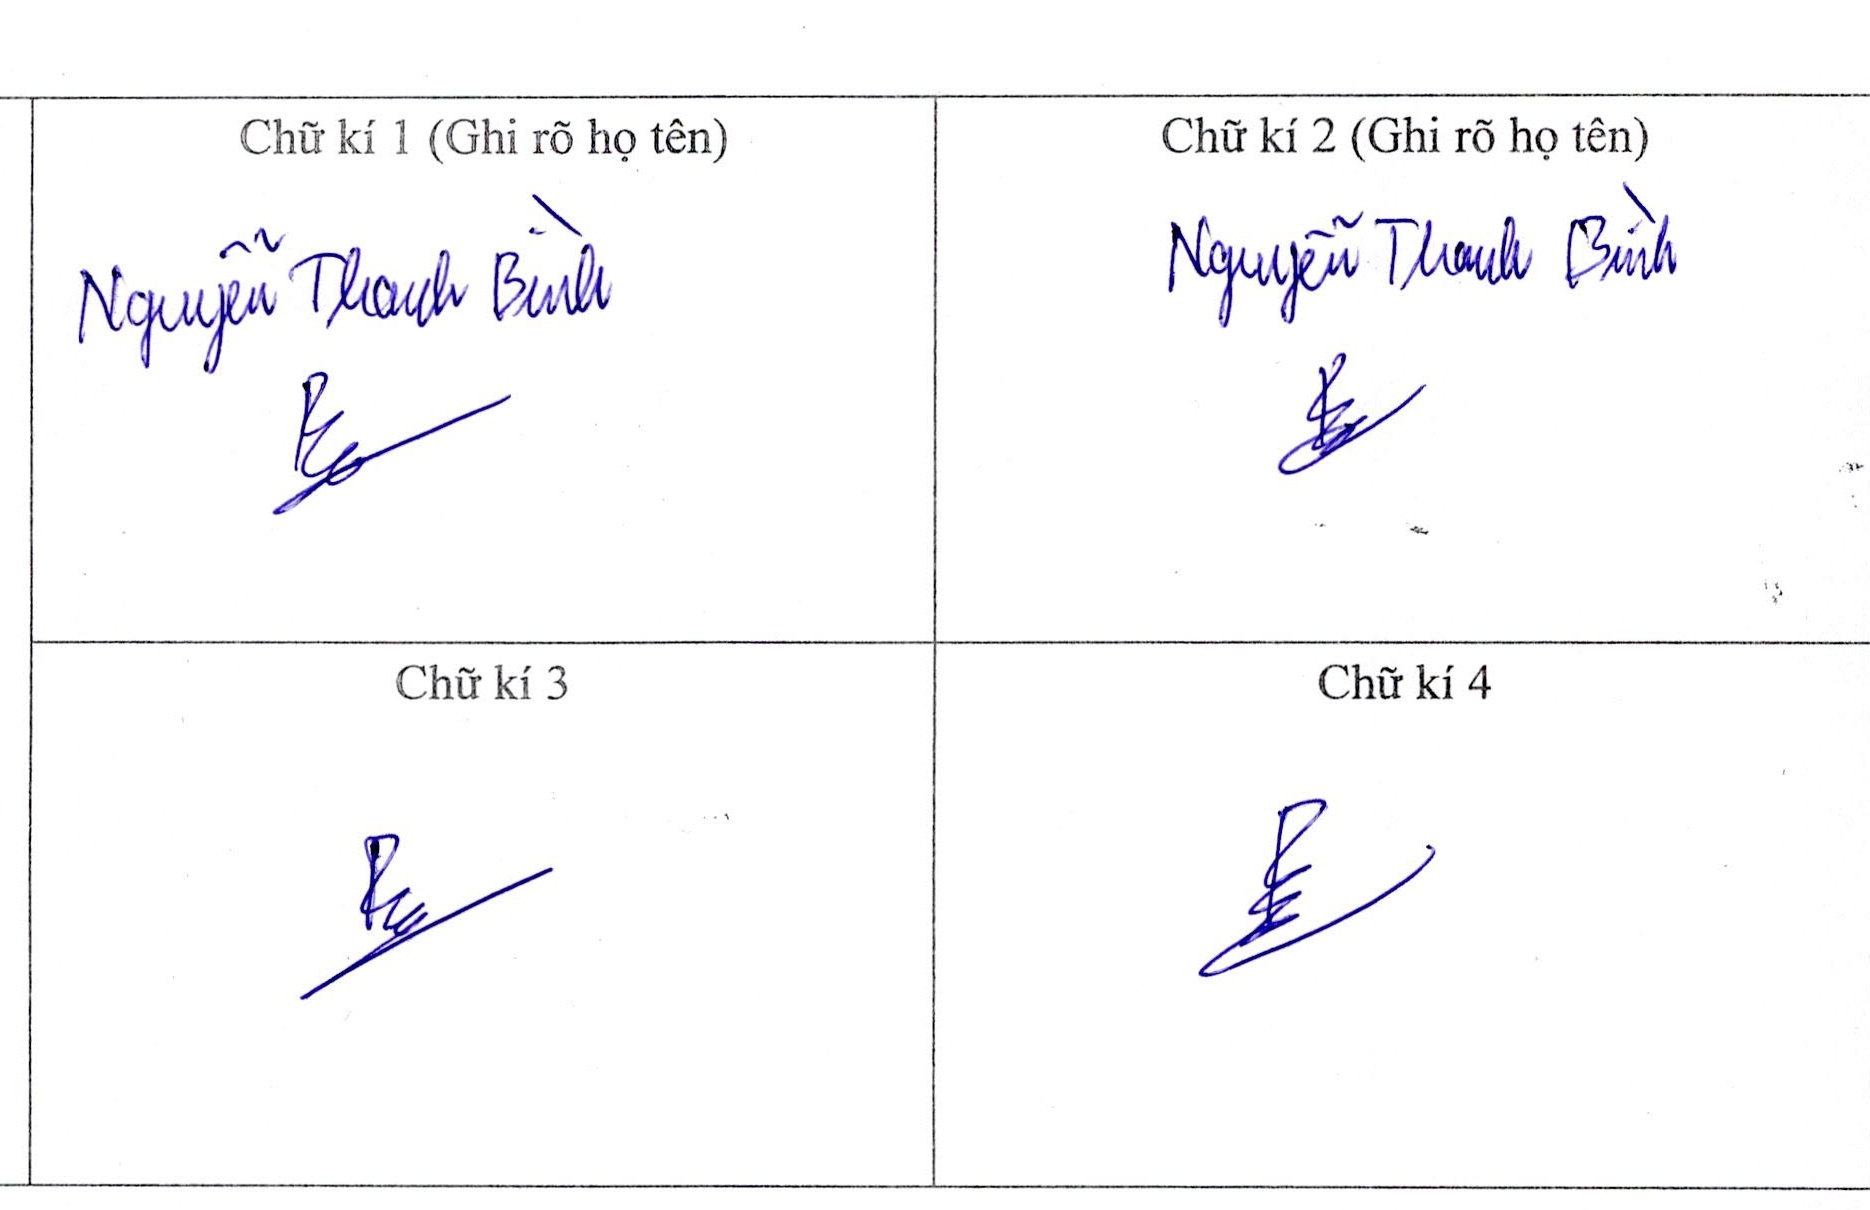 Chữ kí 1 (Ghi rõ họ tên)
Nguyễn Thanh Bình
Chữ kí 2 (Ghi rõ họ tên)
Nguyễn Thanh Bình
Chữ kí 3
Chữ kí 4